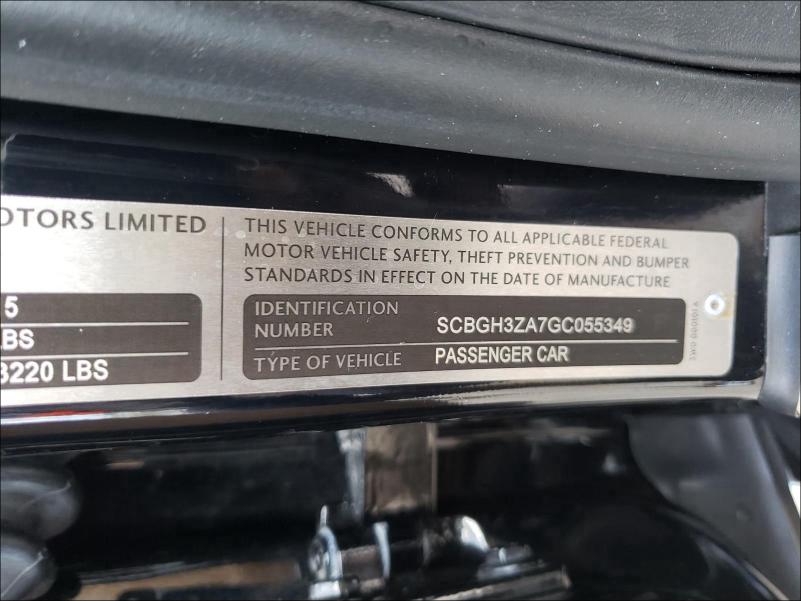 OTORS LIMITED
5
LBS
3220 LBS
THIS VEHICLE CONFORMS TO ALL APPLICABLE FEDERAL
MOTOR VEHICLE SAFETY, THEFT PREVENTION AND BUMPER
STANDARDS IN EFFECT ON THE DATE OF MANUFACTURE
IDENTIFICATION
NUMBER
SCBGH3ZA7GC055349
TYPE OF VEHICLE
PASSENGER CAR